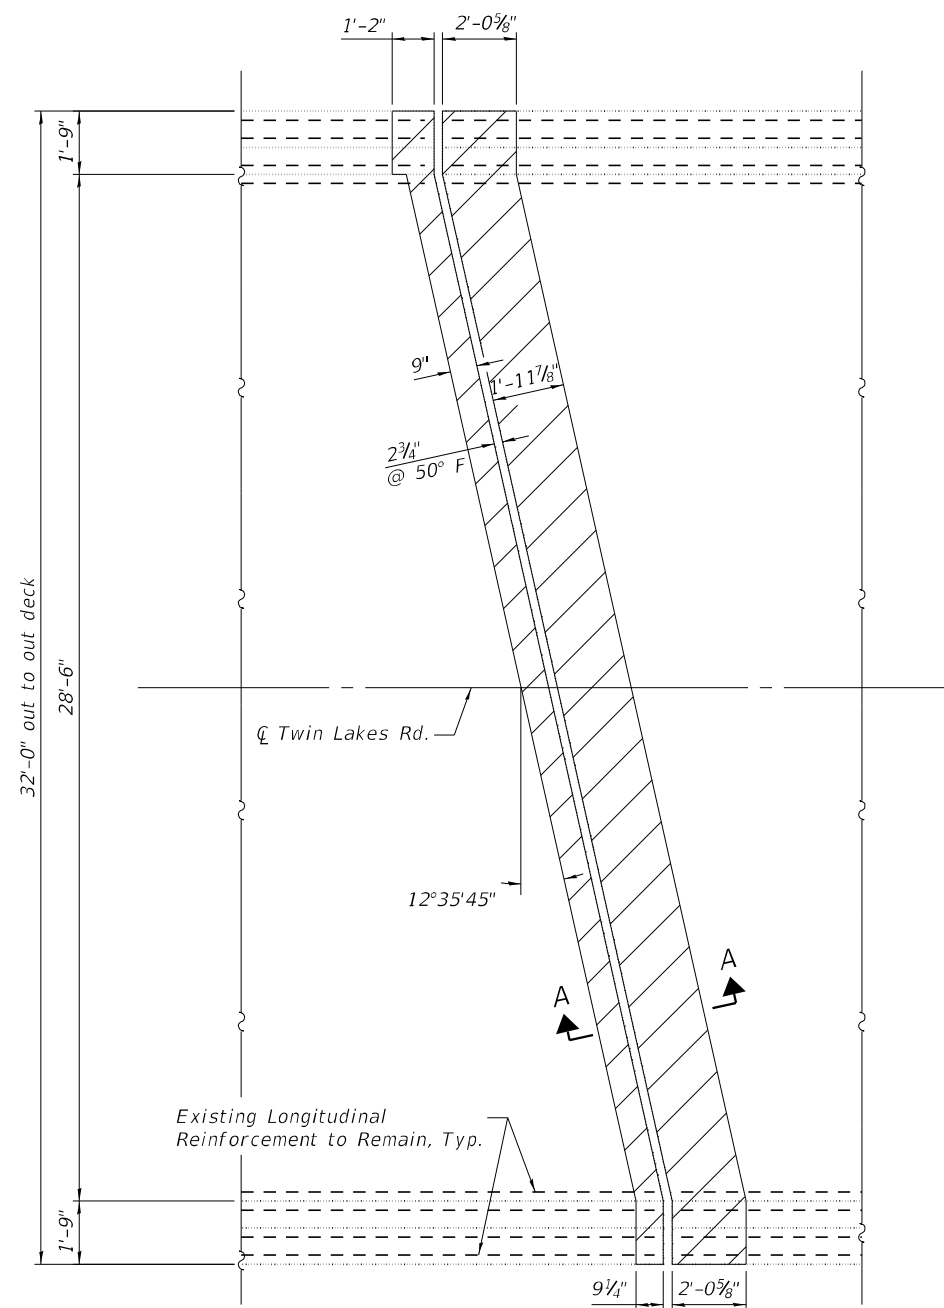 1'-2" 2'-0⅝"
1'-9"
9"
1'-11⅞"
2¾"
@ 50° F
32'-0" out to out deck
28'-6"
℄ Twin Lakes Rd.
12°35'45"
A
A
Existing Longitudinal
Reinforcement to Remain, Typ.
1'-9"
9¼" 2'-0⅝"